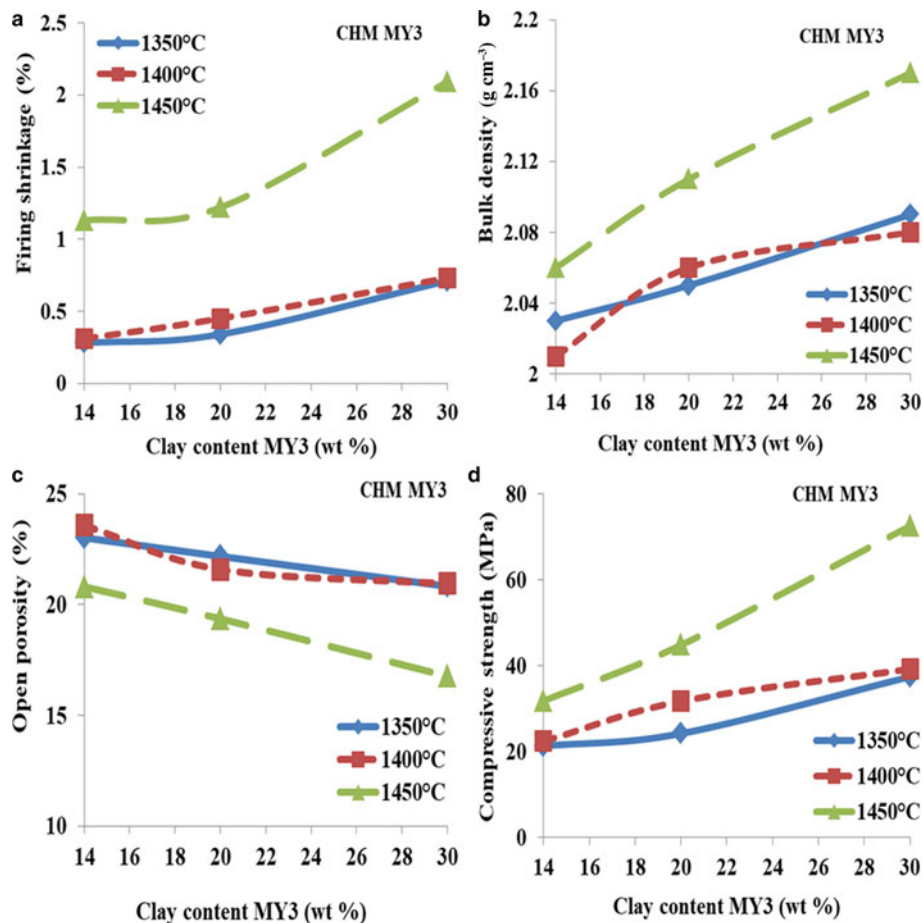 a
CHM MY3
1350°C
1400°C
1450°C
Firing shrinkage (%)
2.5
2
1.5
1
0.5
0
14 16 18 20 22 24 26 28 30
Clay content MY3 (wt %)
b
CHM MY3
Bulk density (g cm⁻³)
2.2
2.16
2.12
2.08
2.04
2
1350°C
1400°C
1450°C
14 16 18 20 22 24 26 28 30
Clay content MY3 (wt %)
c
CHM MY3
Open porosity (%)
25
20
15
10
1350°C
1400°C
1450°C
14 16 18 20 22 24 26 28 30
Clay content MY3 (wt %)
d
CHM MY3
Compressive strength (MPa)
80
60
40
20
0
1350°C
1400°C
1450°C
14 16 18 20 22 24 26 28 30
Clay content MY3 (wt %)